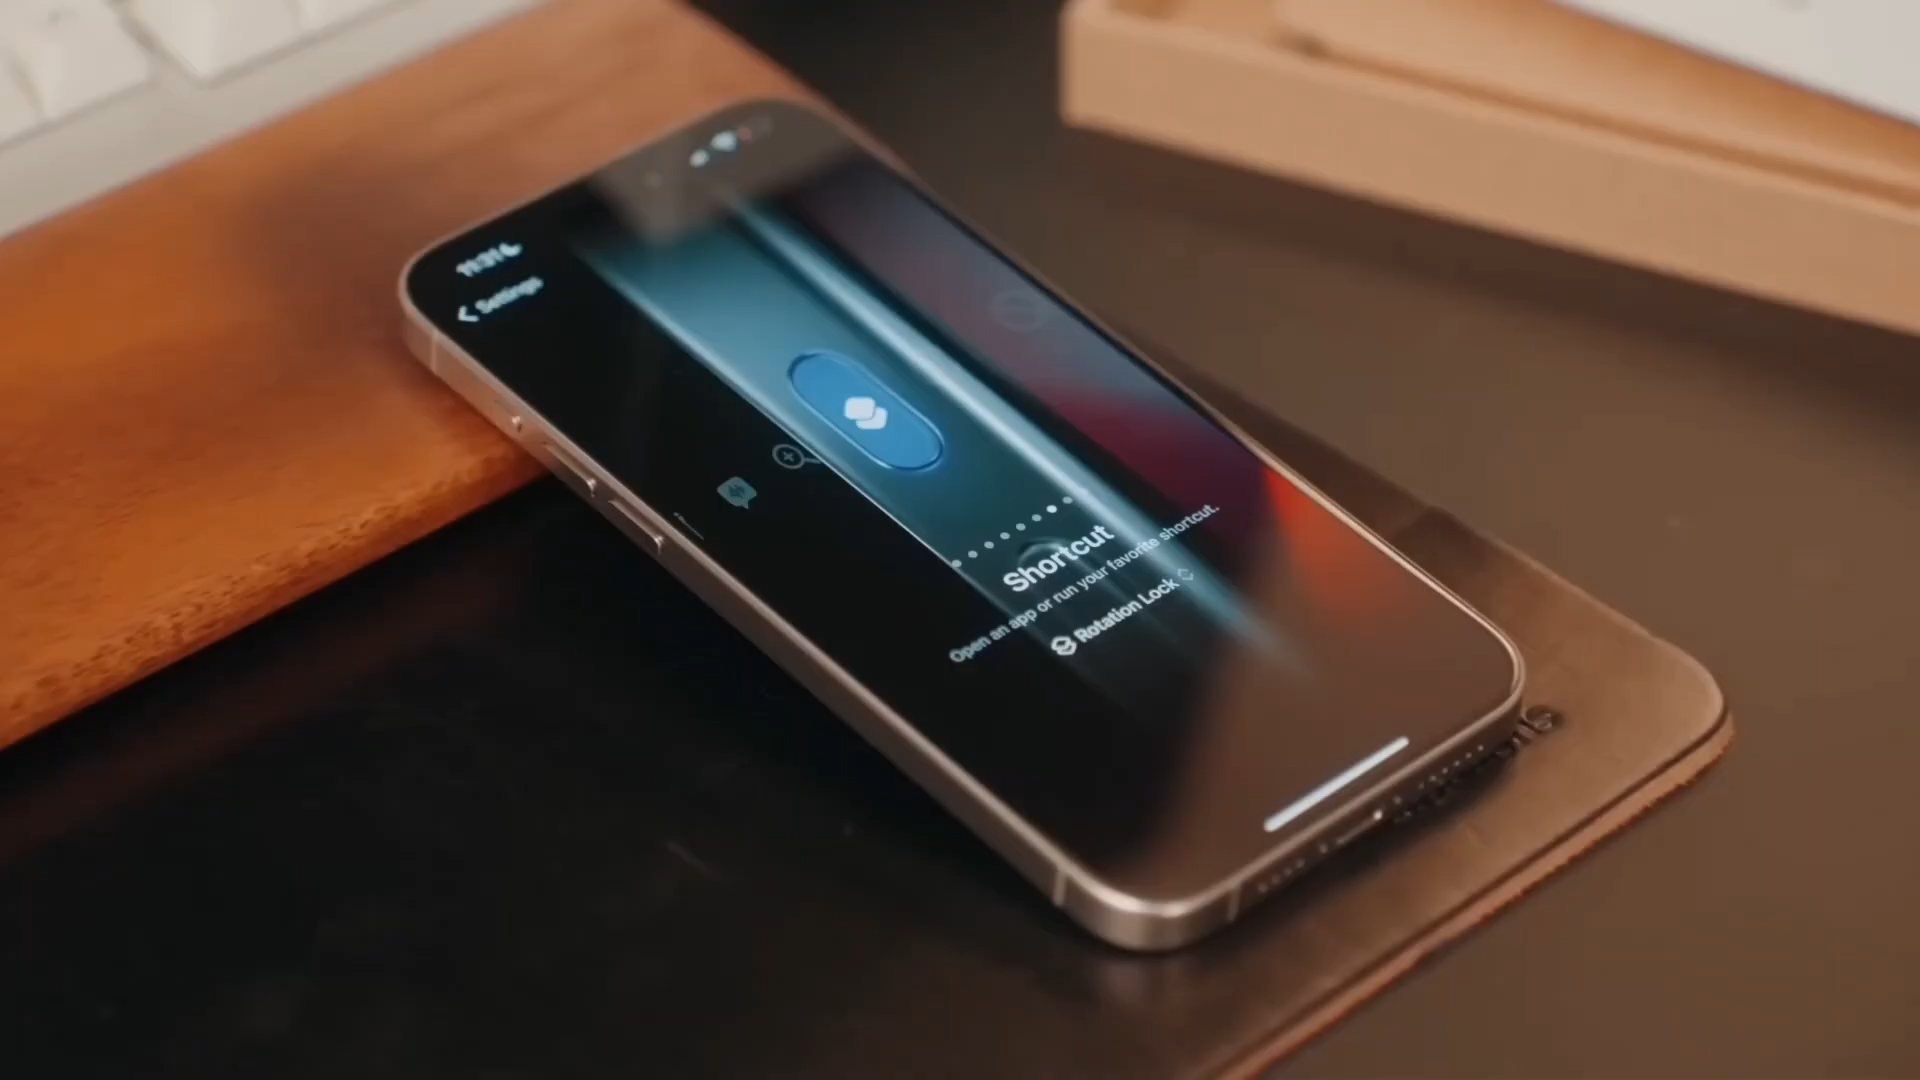 Settings
Shortcut
Open an app or run your favorite shortcut.
Rotation Lock